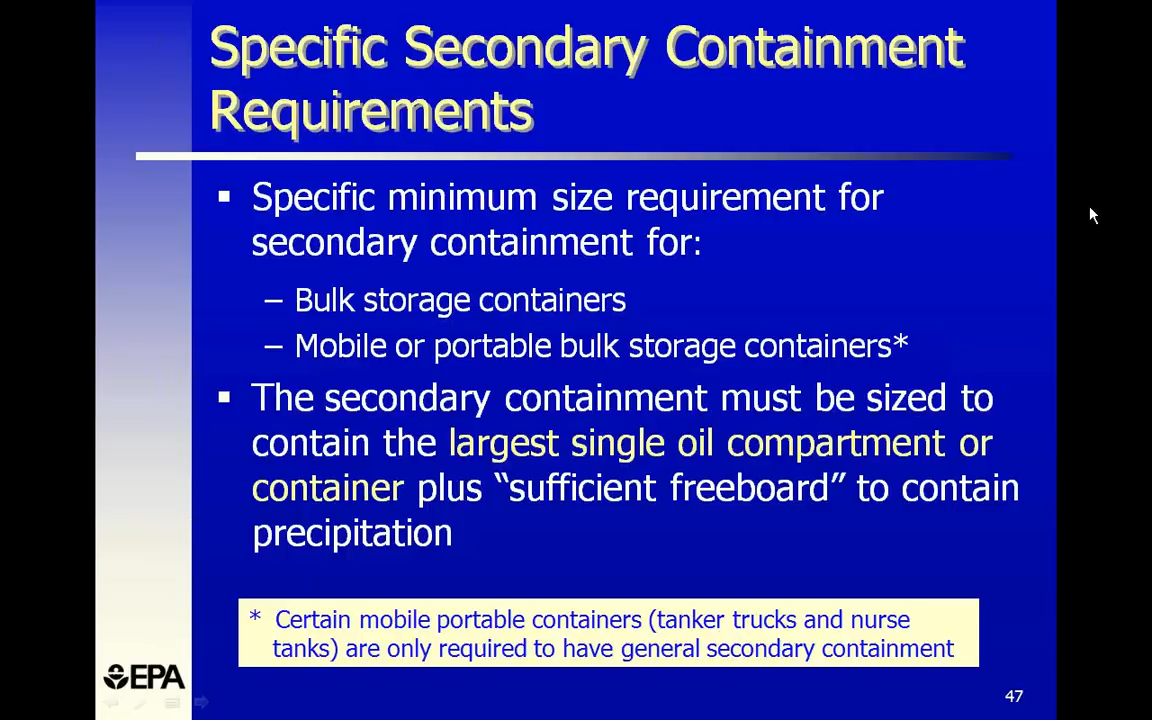 Specific Secondary Containment
Requirements
▪ Specific minimum size requirement for
secondary containment for:
– Bulk storage containers
– Mobile or portable bulk storage containers*
▪ The secondary containment must be sized to
contain the largest single oil compartment or
container plus “sufficient freeboard” to contain
precipitation
* Certain mobile portable containers (tanker trucks and nurse
tanks) are only required to have general secondary containment
EPA
47